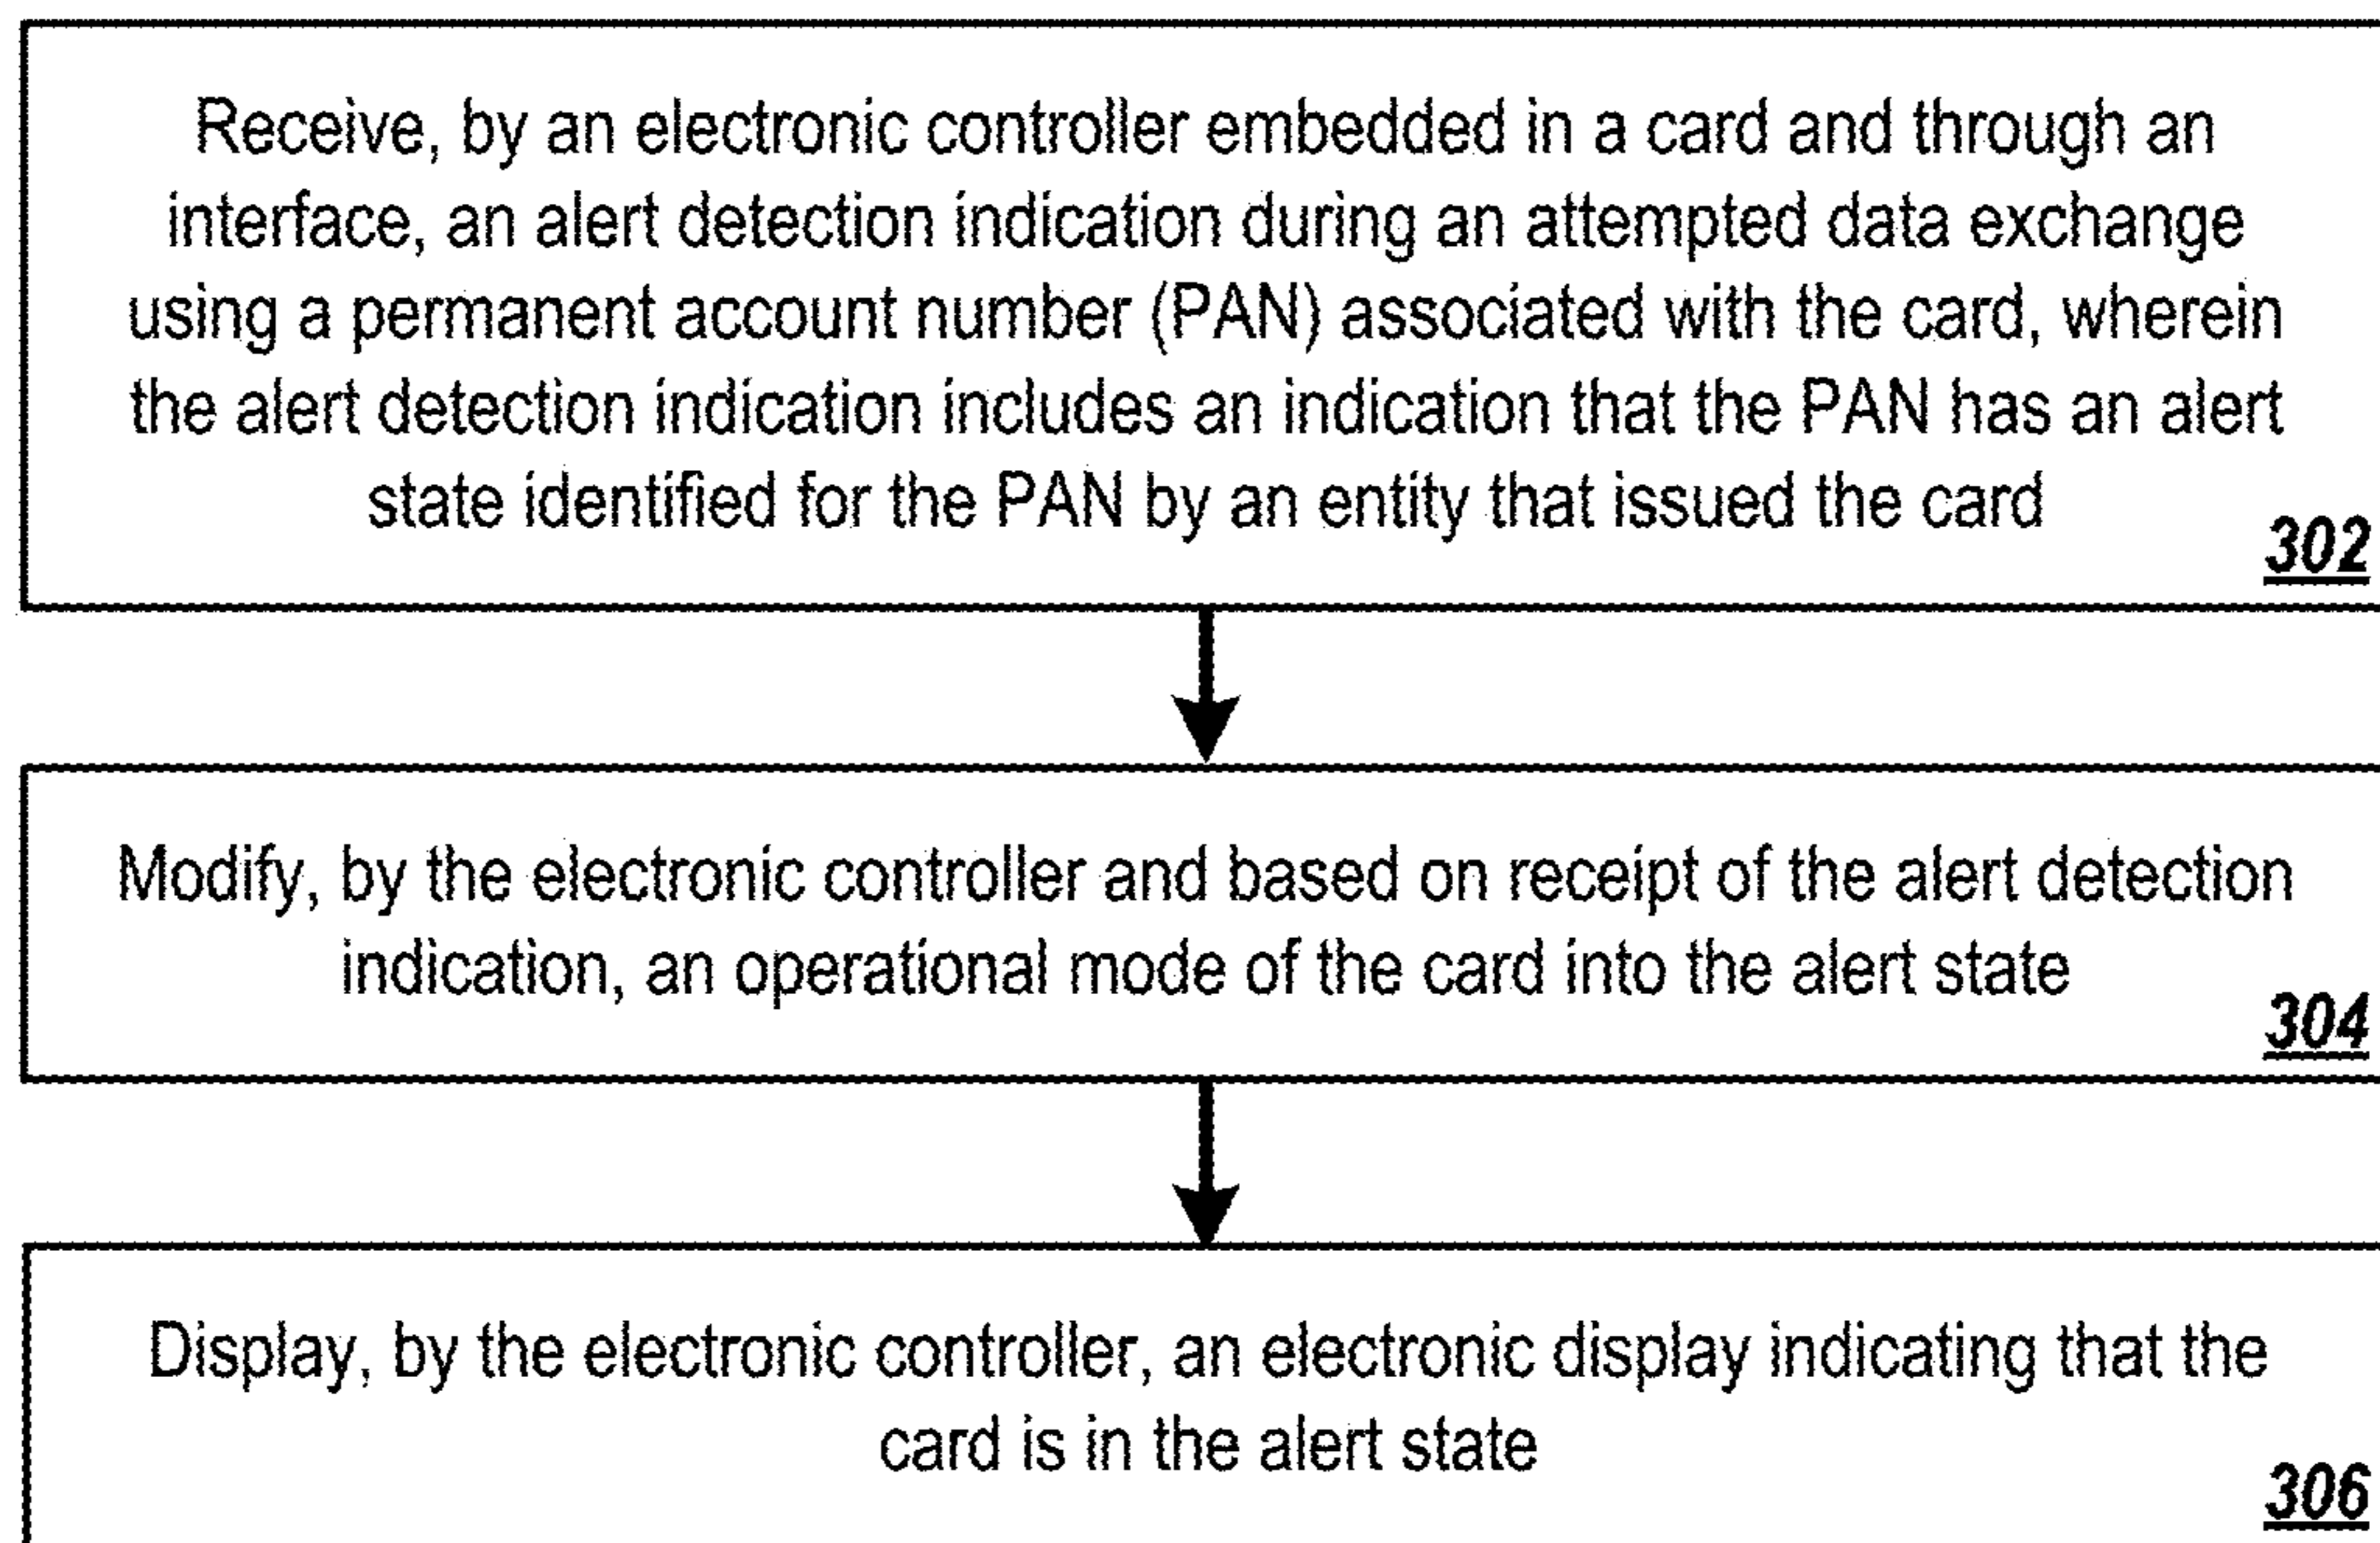 Receive, by an electronic controller embedded in a card and through an
interface, an alert detection indication during an attempted data exchange
using a permanent account number (PAN) associated with the card, wherein
the alert detection indication includes an indication that the PAN has an alert
state identified for the PAN by an entity that issued the card
302
Modify, by the electronic controller and based on receipt of the alert detection
indication, an operational mode of the card into the alert state
304
Display, by the electronic controller, an electronic display indicating that the
card is in the alert state
306